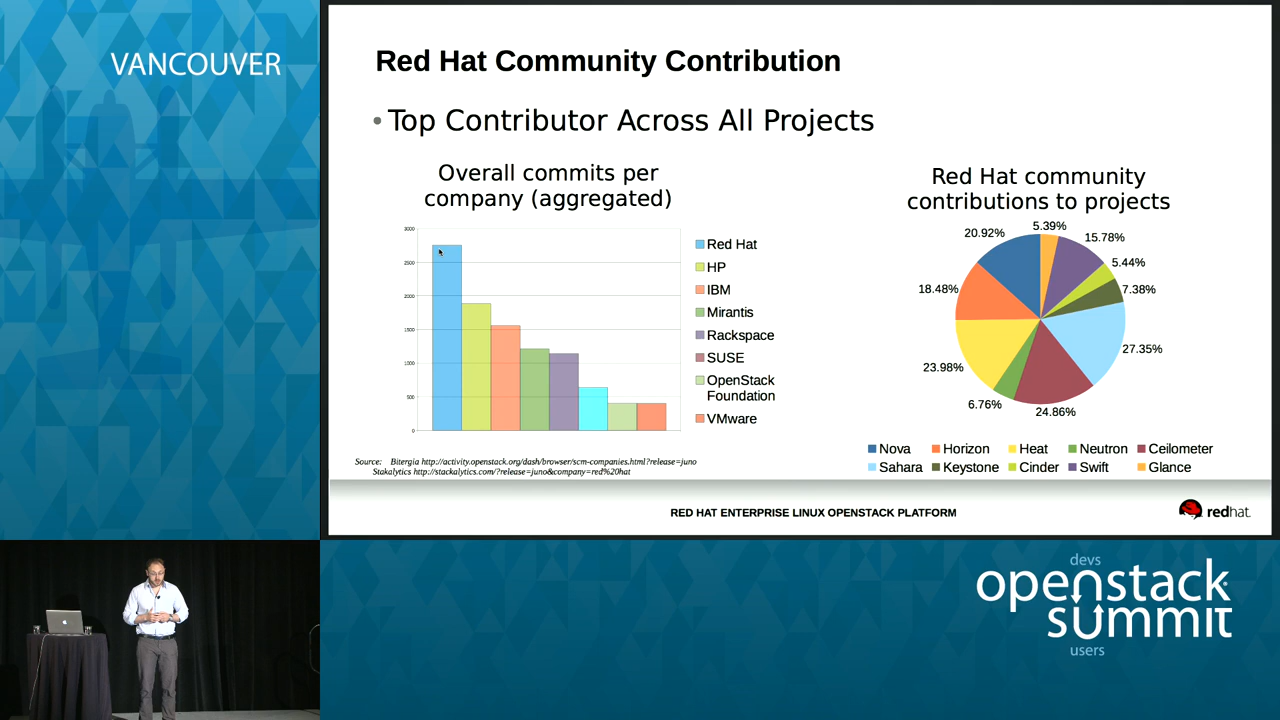 VANCOUVER
Red Hat Community Contribution
• Top Contributor Across All Projects
Overall commits per
company (aggregated)
3000
2500
2000
1500
1000
500
0
Red Hat
HP
IBM
Mirantis
Rackspace
SUSE
OpenStack
Foundation
VMware
Red Hat community
contributions to projects
5.39%
20.92%
15.78%
5.44%
18.48%
7.38%
27.35%
23.98%
6.76%
24.86%
Nova Horizon Heat Neutron Ceilometer
Sahara Keystone Cinder Swift Glance
Source: Bitergia http://activity.openstack.org/dash/browser/scm-companies.html?release=juno
Stakalytics http://stackalytics.com/?release=juno&company=red%20hat
RED HAT ENTERPRISE LINUX OPENSTACK PLATFORM
redhat.
devs
openstack
summit
users